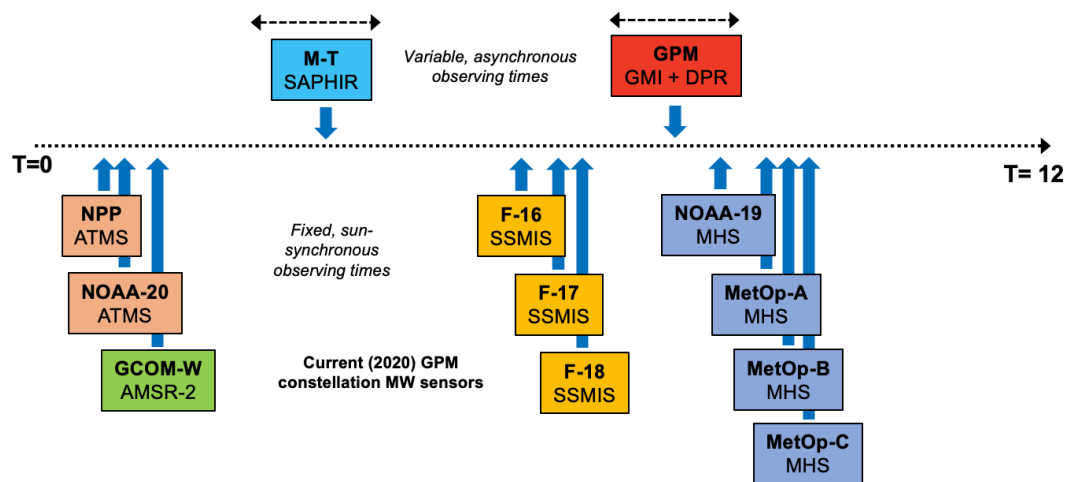 M-T
SAPHIR
Variable, asynchronous
observing times
GPM
GMI + DPR
T=0
T= 12
NPP
ATMS
NOAA-20
ATMS
GCOM-W
AMSR-2
Fixed, sun-
synchronous
observing times
Current (2020) GPM
constellation MW sensors
F-16
SSMIS
F-17
SSMIS
F-18
SSMIS
NOAA-19
MHS
MetOp-A
MHS
MetOp-B
MHS
MetOp-C
MHS